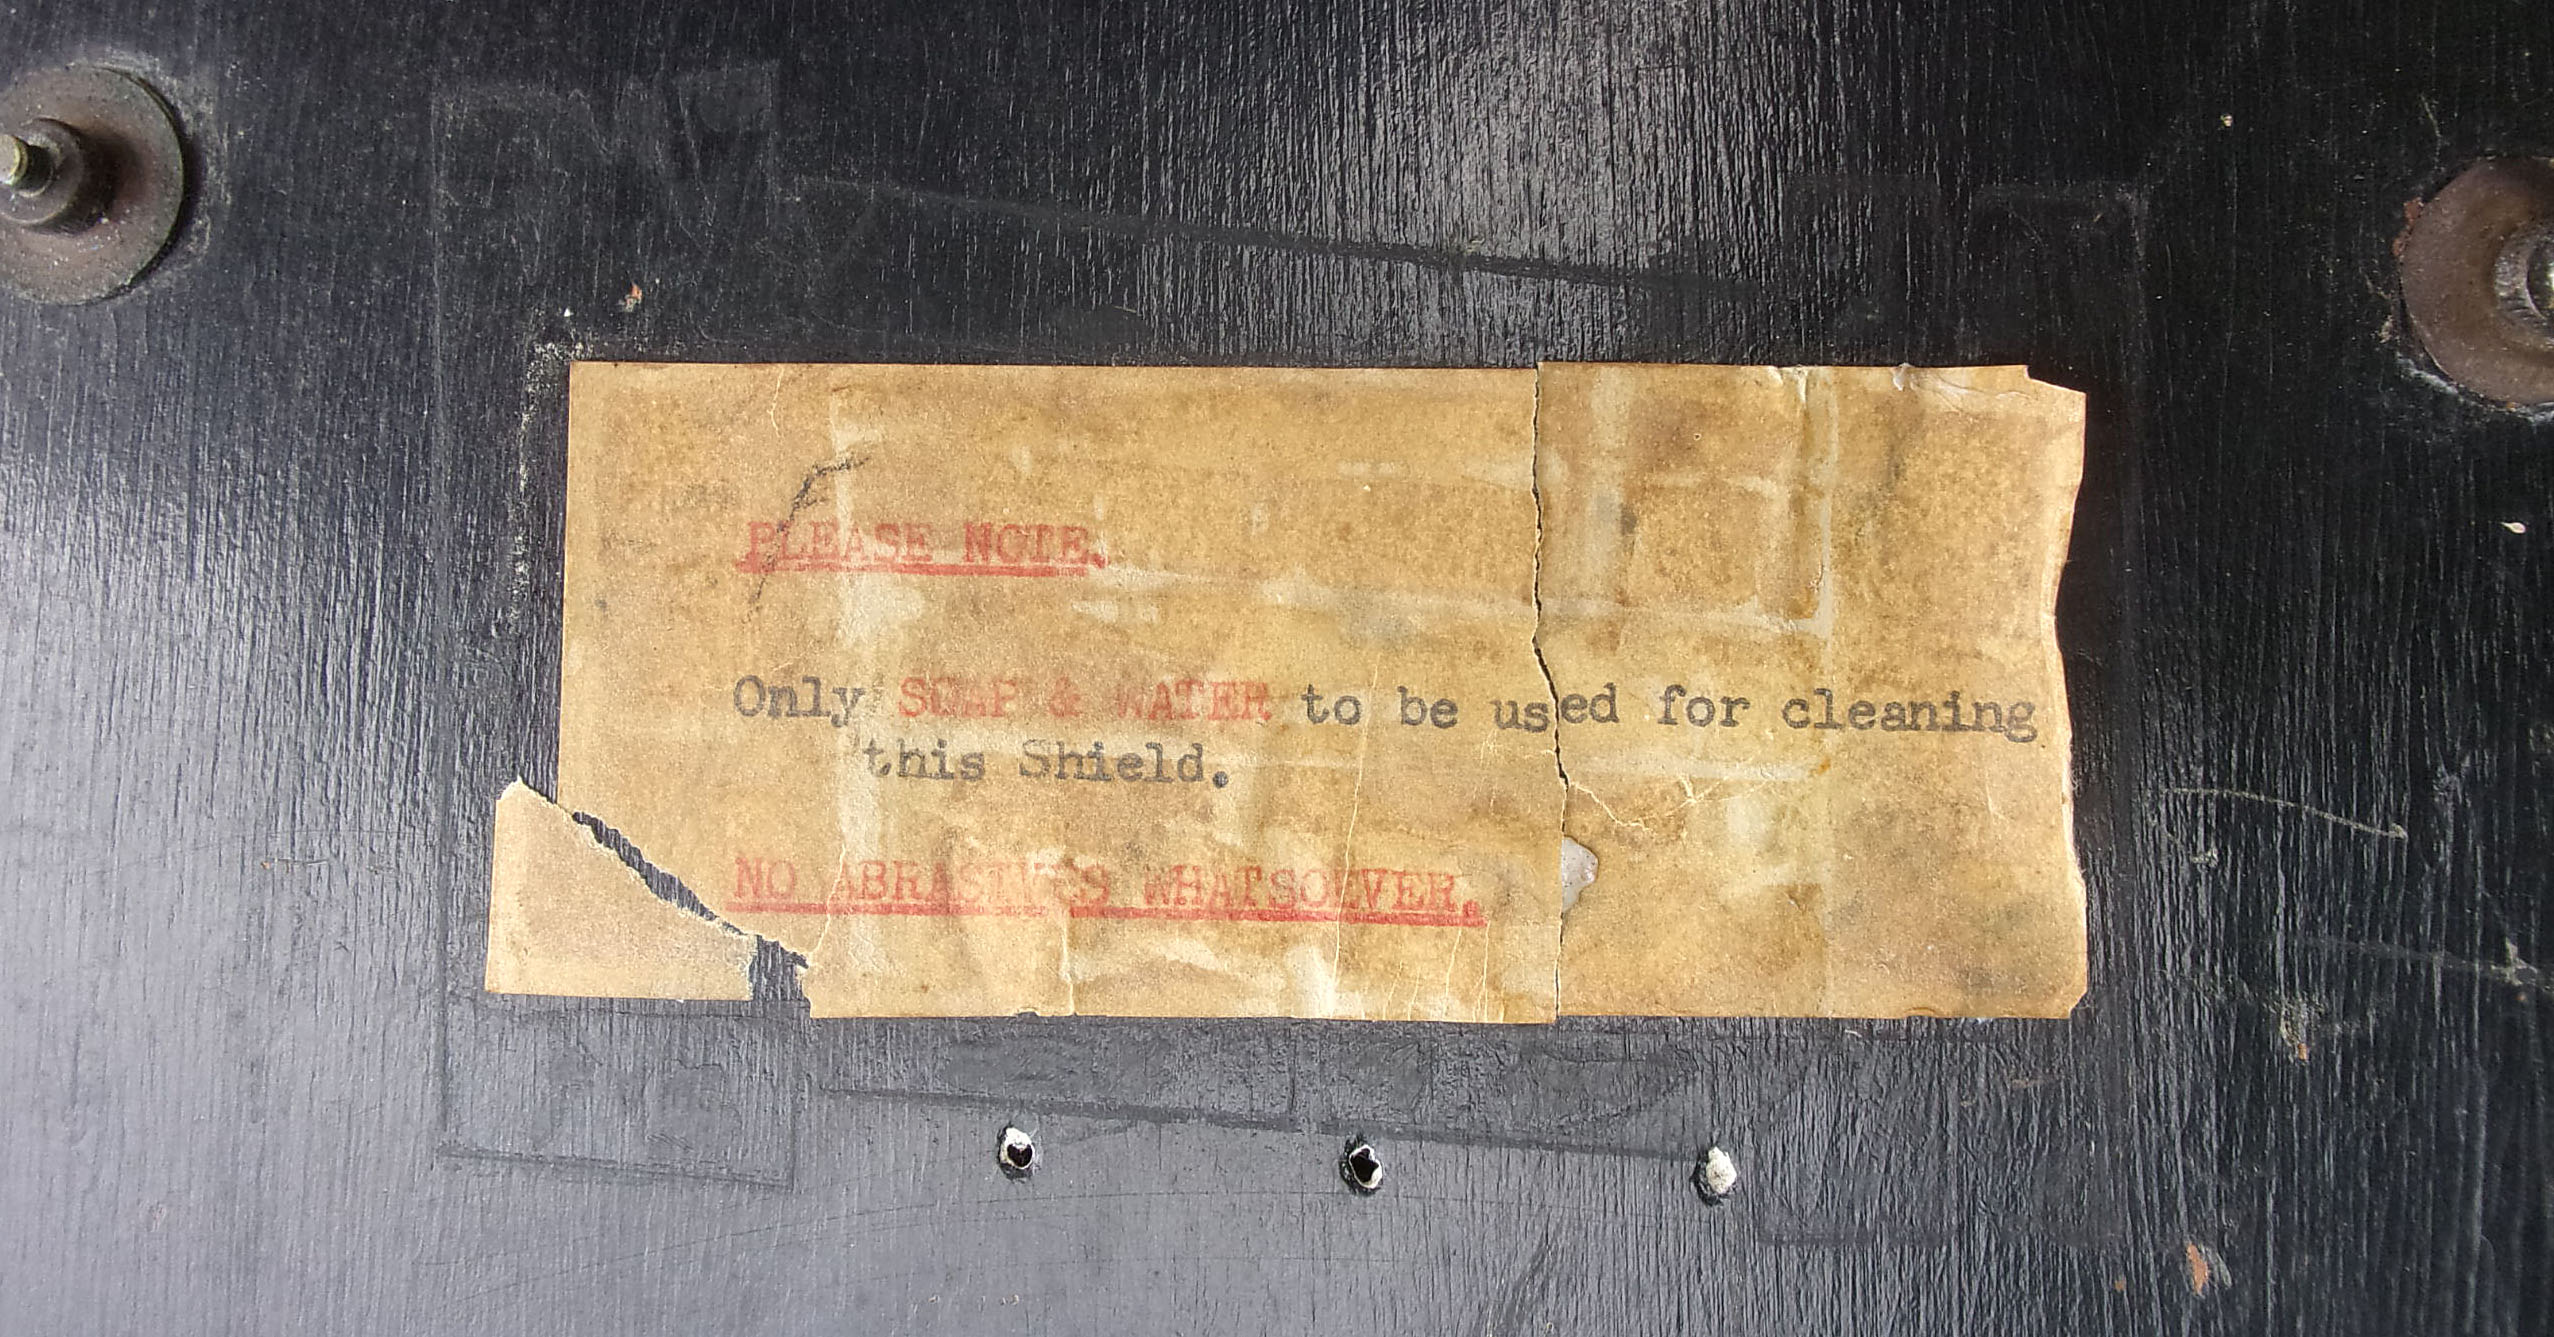 PLEASE NOTE.
Only SOAP & WATER to be used for cleaning
this Shield.
NO ABRASIVES WHATSOEVER.